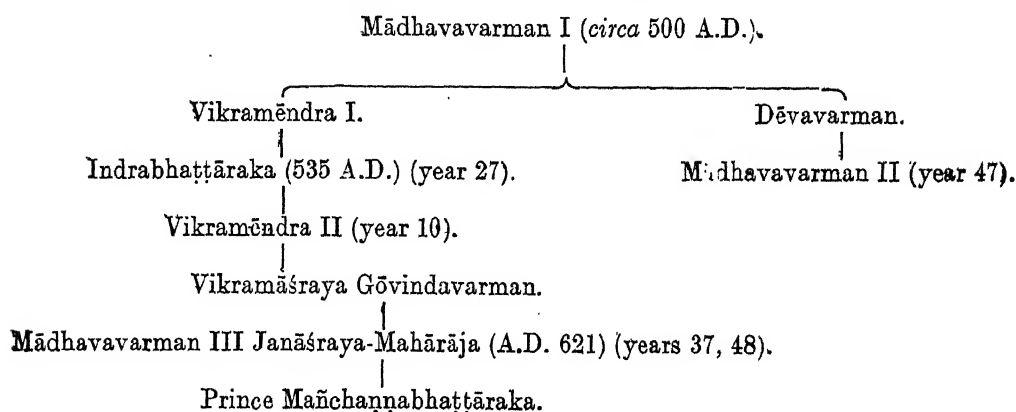 Mādhavavarman I (circa 500 A.D.).
Vikramēndra I. Dēvavarman.
Indrabhaṭṭāraka (535 A.D.) (year 27). Mādhavavarman II (year 47).
Vikramēndra II (year 10).
Vikramāśraya Gōvindavarman.
Mādhavavarman III Janāśraya-Mahārāja (A.D. 621) (years 37, 48).
Prince Mañchaṇṇabhaṭṭāraka.